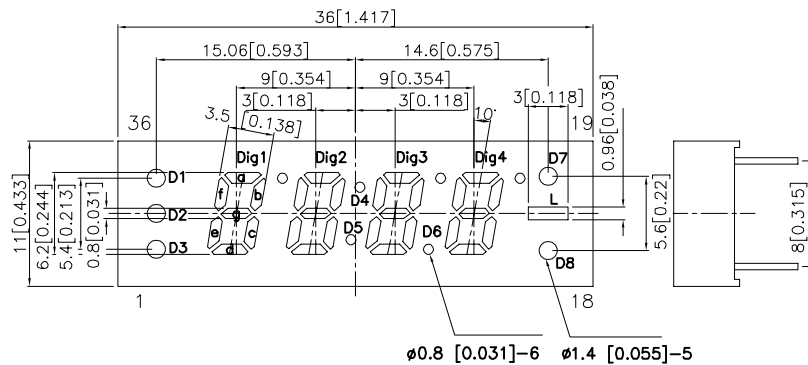 36[1.417]
15.06[0.593] 14.6[0.575]
9[0.354] 9[0.354]
3[0.118] 3[0.118] 3[0.118]
3.5 [0.138] 10°
0.96[0.038]
36 19
Dig1 Dig2 Dig3 Dig4 D7
D1 a
f b D4 L
D2 g
e c D5 D6
D3 d D8
11[0.433]
6.2[0.244]
5.4[0.213]
0.8[0.031]
5.6[0.22]
8[0.315]
1 18
ø0.8 [0.031]-6 ø1.4 [0.055]-5